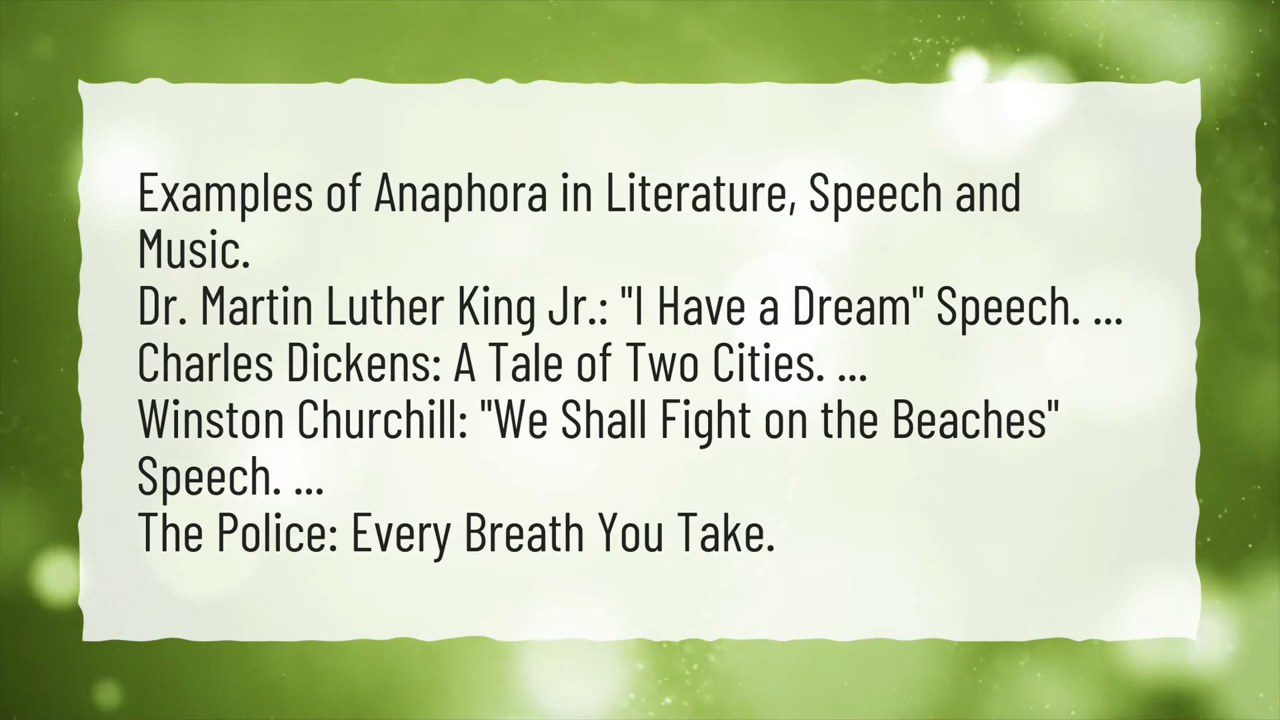 Examples of Anaphora in Literature, Speech and
Music.
Dr. Martin Luther King Jr.: "I Have a Dream" Speech. ...
Charles Dickens: A Tale of Two Cities. ...
Winston Churchill: "We Shall Fight on the Beaches"
Speech. ...
The Police: Every Breath You Take.